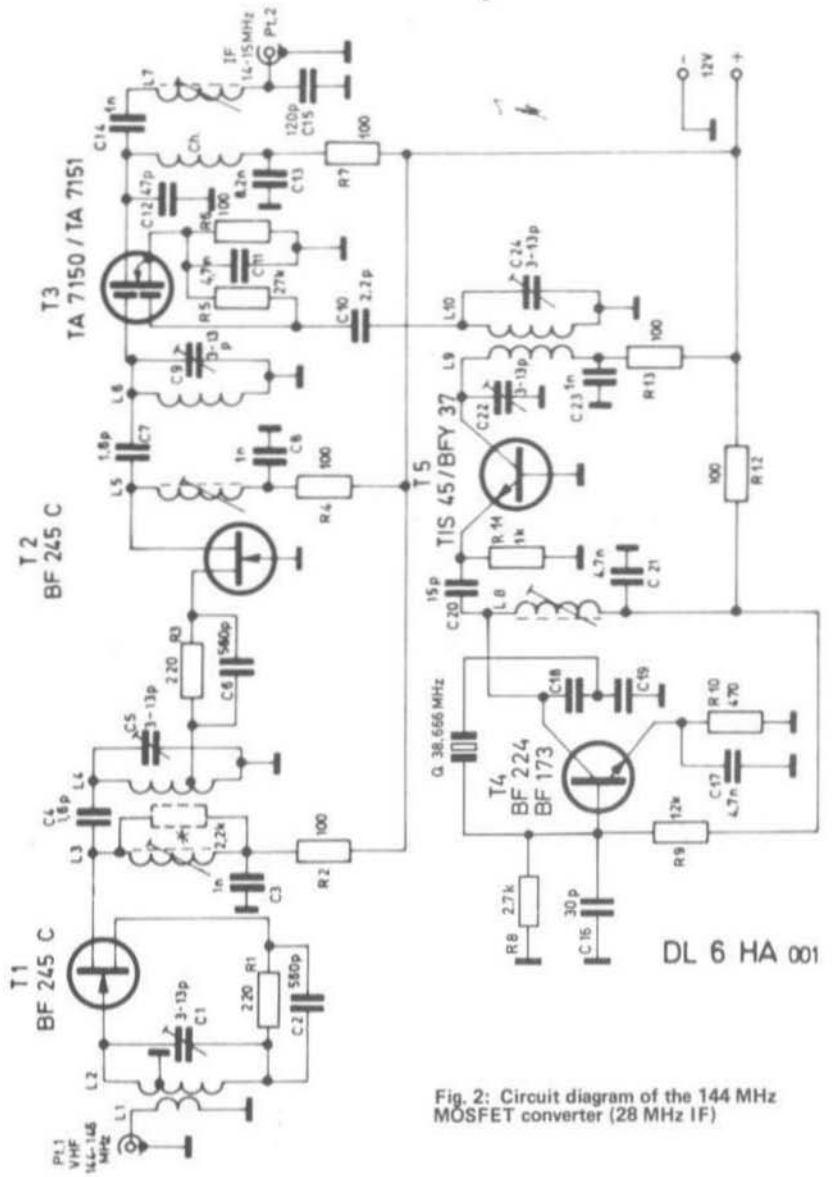 T1
BF 245 C
T2
BF 245 C
T3
TA 7150 / TA 7151
Pt.1
VHF
144-146
MHz
L1
L2
3-13p
C1
220
R1
C2
560p
L3
C4
1,6p
L4
C5
3-13p
2,2k
1n
C3
100
R2
220
R3
C6
560p
L5
1,6p
C7
L6
C9
3-13
p
1n
C8
100
R4
R5
27k
4,7n
C11
R6
100
C10
2,2p
C12
47p
C13
Ch.
C14
1n
L7
IF
14-15MHz
Pt.2
120p
C15
R7
100
T5
TIS 45/BFY 37
Q 38,666 MHz
T4
BF 224
BF 173
R8
2,7k
C16
30p
R9
12k
C17
4,7n
R10
470
C18
C19
C20
15p
L8
R14
1k
4,7n
C21
L9
C22
3-13p
L10
C24
3-13p
C23
1n
R13
100
100
R12
-
12V
+
DL 6 HA 001
Fig. 2: Circuit diagram of the 144 MHz
MOSFET converter (28 MHz IF)